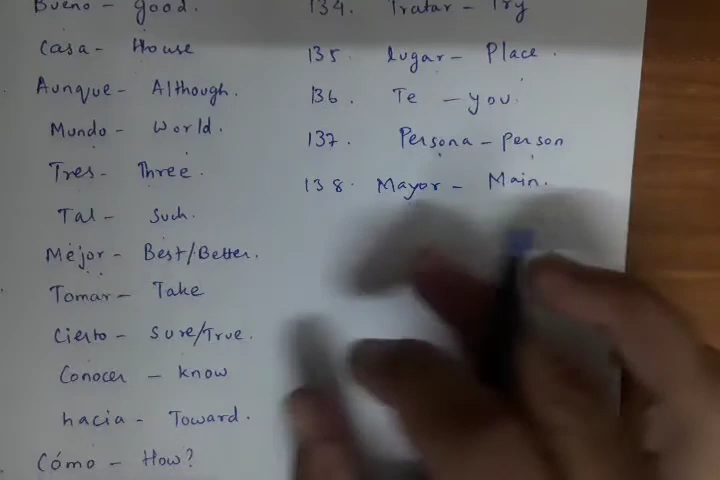 Bueno - Good.
Casa - House
Aunque - Although.
Mundo - World.
Tres - Three.
Tal - Such.
Mejor - Best/Better.
Tomar - Take
Cierto - Sure/True.
Conocer - know
hacia - Toward.
Cómo - How?
134. Tratar - Try
135. lugar - Place.
136. Te - you.
137. Persona - person
138. Mayor - Main.